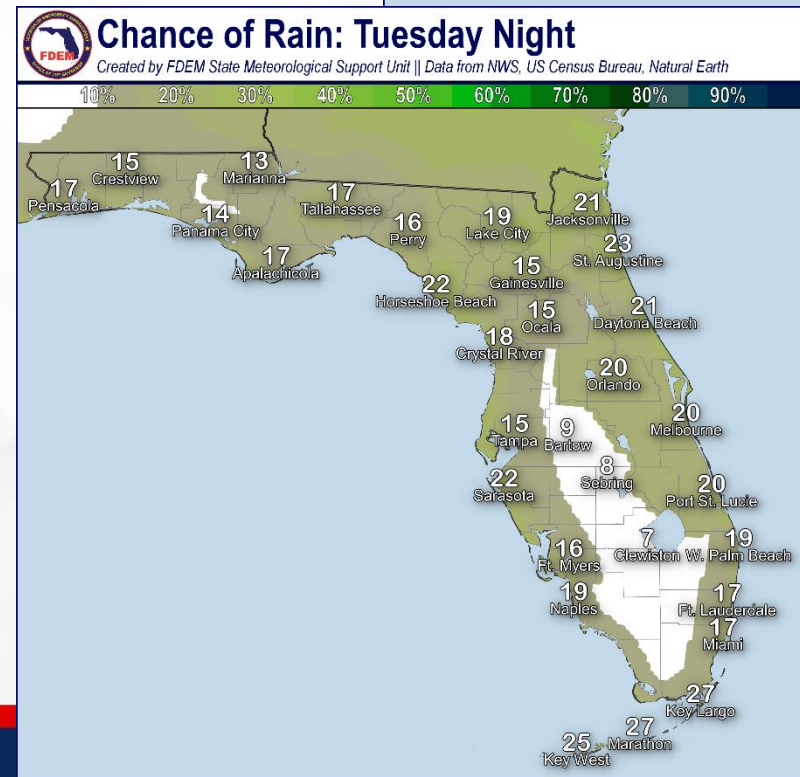 FDEM
Chance of Rain: Tuesday Night
Created by FDEM State Meteorological Support Unit || Data from NWS, US Census Bureau, Natural Earth
10% 20% 30% 40% 50% 60% 70% 80% 90%
15
Crestview
13
Marianna
17
Pensacola
14
Panama City
17
Tallahassee
16
Perry
19
Lake City
21
Jacksonville
17
Apalachicola
23
St. Augustine
22
Horseshoe Beach
15
Gainesville
15
Ocala
21
Daytona Beach
18
Crystal River
20
Orlando
15
Tampa
9
Bartow
20
Melbourne
22
Sarasota
8
Sebring
20
Port St. Lucie
16
Ft. Myers
7
Clewiston
19
W. Palm Beach
19
Naples
17
Ft. Lauderdale
17
Miami
27
Key Largo
27
Marathon
25
Key West